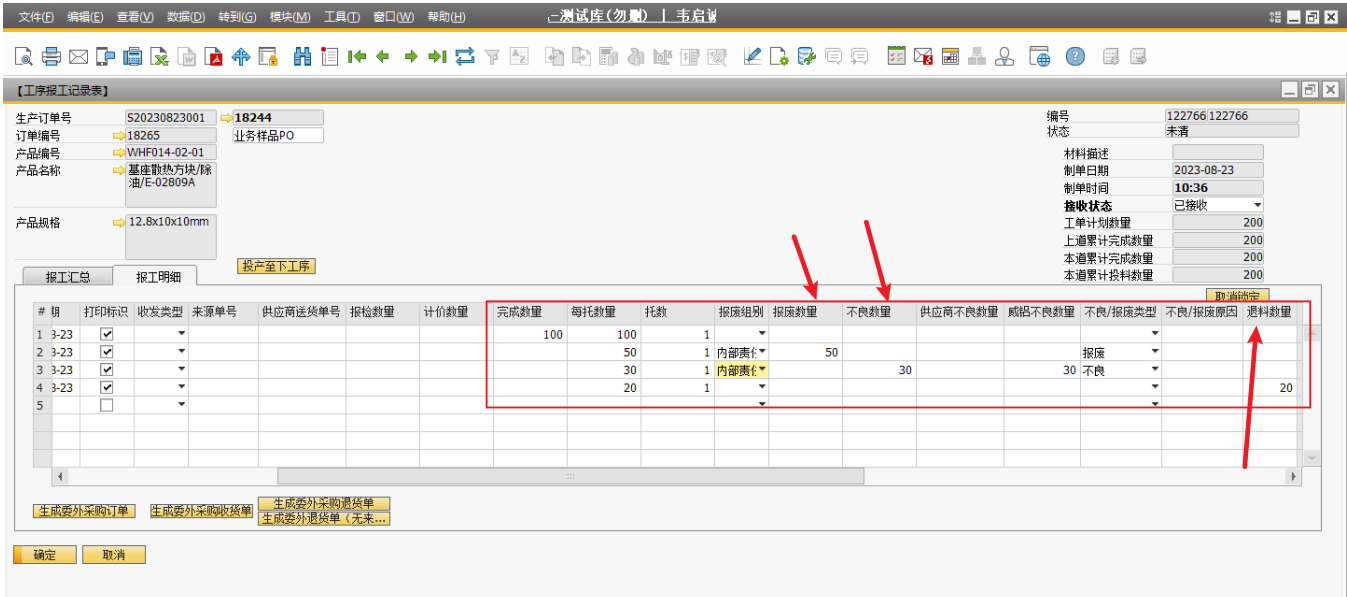 文件(F) 编辑(E) 查看(V) 数据(D) 转到(G) 模块(M) 工具(T) 窗口(W) 帮助(H) 测试库(勿删) | 韦启
【工序报工记录表】
生产订单号 S20230823001 18244 编号 122766 122766
订单编号 18265 业务样品PO 状态 未清
产品编号 WHF014-02-01 材料描述
产品名称 基座散热方块/除油/E-02809A 制单日期 2023-08-23
制单时间 10:36
接收状态 已接收
产品规格 12.8x10x10mm 工单计划数量 200
上道累计完成数量 200
本道累计完成数量 200
投产至下工序 本道累计投料数量 200
报工汇总 报工明细
取消锁定
# 期 打印标识 收发类型 来源单号 供应商送货单号 报检数量 计价数量 完成数量 每托数量 托数 报废组别 报废数量 不良数量 供应商不良数量 威铝不良数量 不良/报废类型 不良/报废原因 退料数量
1 3-23 100 100 1
2 3-23 50 1 内部责任 50 报废
3 3-23 30 1 内部责任 30 30 不良
4 3-23 20 1 20
5
生成委外采购订单 生成委外采购收货单 生成委外采购退货单
生成委外退货单（无来...
确定 取消